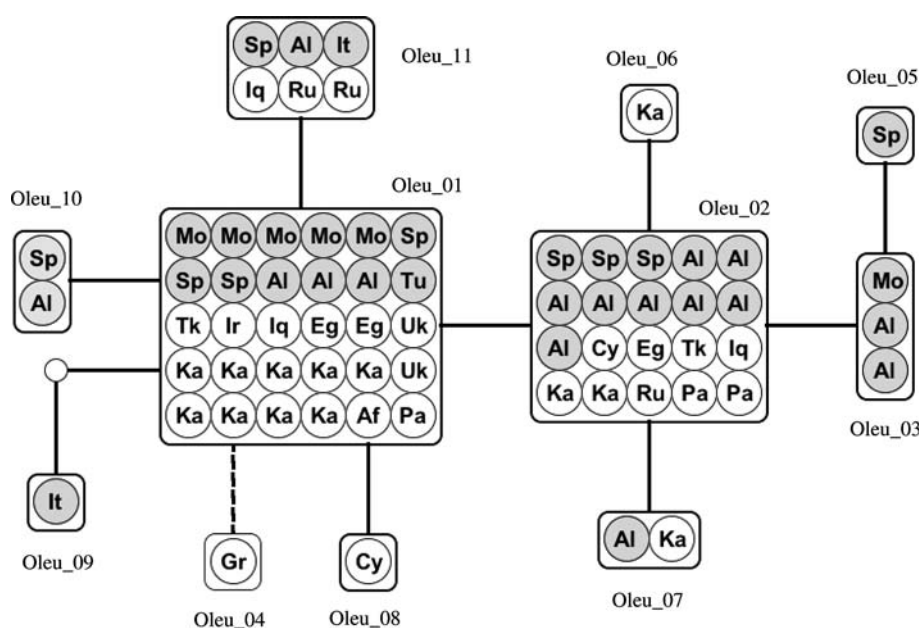 Oleu_11
Sp Al It
Iq Ru Ru
Oleu_06
Ka
Oleu_05
Sp
Oleu_10
Sp
Al
Oleu_01
Mo Mo Mo Mo Mo Sp
Sp Sp Al Al Al Tu
Tk Ir Iq Eg Eg Uk
Ka Ka Ka Ka Ka Uk
Ka Ka Ka Ka Af Pa
Oleu_02
Sp Sp Sp Al Al
Al Al Al Al Al
Al Cy Eg Tk Iq
Ka Ka Ru Pa Pa
Mo
Al
Al
Oleu_03
It
Oleu_09
Gr
Oleu_04
Cy
Oleu_08
Al Ka
Oleu_07